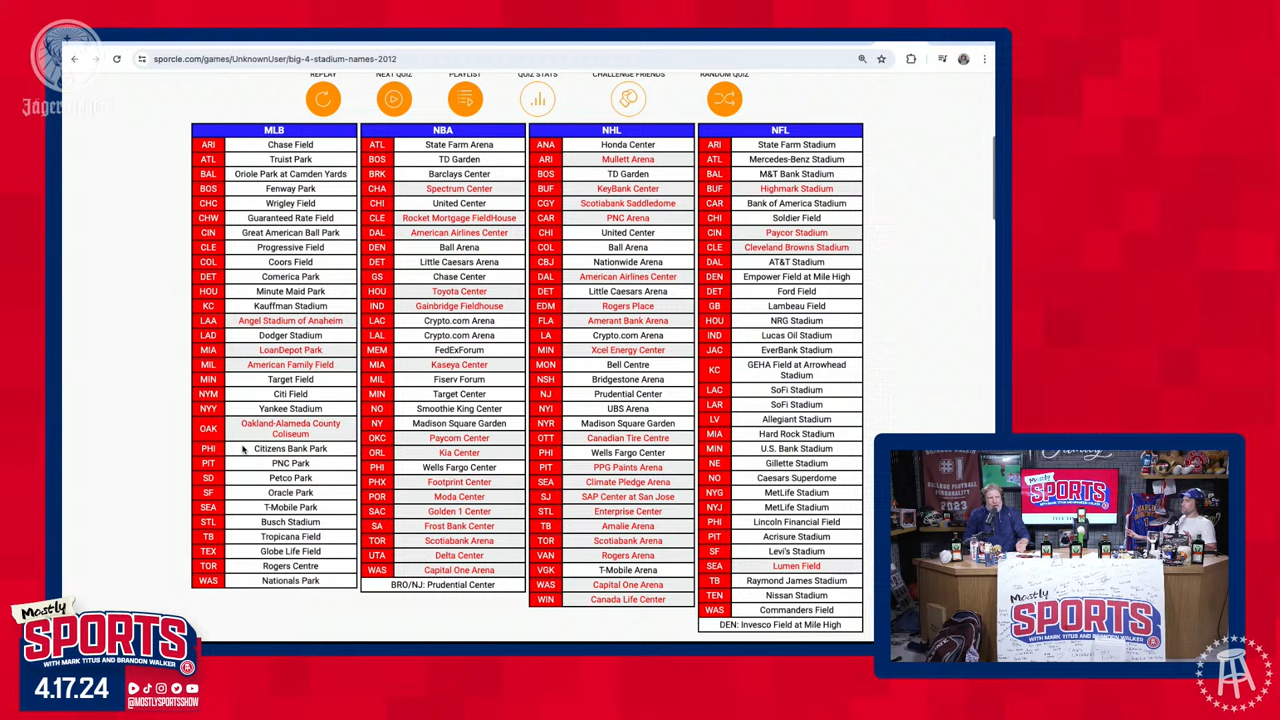 Jägermeister
sporcle.com/games/UnknownUser/big-4-stadium-names-2012
REPLAY
NEXT QUIZ
PLAYLIST
QUIZ STATS
CHALLENGE FRIENDS
RANDOM QUIZ
MLB
ARI Chase Field
ATL Truist Park
BAL Oriole Park at Camden Yards
BOS Fenway Park
CHC Wrigley Field
CHW Guaranteed Rate Field
CIN Great American Ball Park
CLE Progressive Field
COL Coors Field
DET Comerica Park
HOU Minute Maid Park
KC Kauffman Stadium
LAA Angel Stadium of Anaheim
LAD Dodger Stadium
MIA LoanDepot Park
MIL American Family Field
MIN Target Field
NYM Citi Field
NYY Yankee Stadium
OAK Oakland-Alameda County
Coliseum
PHI Citizens Bank Park
PIT PNC Park
SD Petco Park
SF Oracle Park
SEA T-Mobile Park
STL Busch Stadium
TB Tropicana Field
TEX Globe Life Field
TOR Rogers Centre
WAS Nationals Park
NBA
ATL State Farm Arena
BOS TD Garden
BRK Barclays Center
CHA Spectrum Center
CHI United Center
CLE Rocket Mortgage FieldHouse
DAL American Airlines Center
DEN Ball Arena
DET Little Caesars Arena
GS Chase Center
HOU Toyota Center
IND Gainbridge Fieldhouse
LAC Crypto.com Arena
LAL Crypto.com Arena
MEM FedExForum
MIA Kaseya Center
MIL Fiserv Forum
MIN Target Center
NO Smoothie King Center
NY Madison Square Garden
OKC Paycom Center
ORL Kia Center
PHI Wells Fargo Center
PHX Footprint Center
POR Moda Center
SAC Golden 1 Center
SA Frost Bank Center
TOR Scotiabank Arena
UTA Delta Center
WAS Capital One Arena
BRO/NJ: Prudential Center
NHL
ANA Honda Center
ARI Mullett Arena
BOS TD Garden
BUF KeyBank Center
CGY Scotiabank Saddledome
CAR PNC Arena
CHI United Center
COL Ball Arena
CBJ Nationwide Arena
DAL American Airlines Center
DET Little Caesars Arena
EDM Rogers Place
FLA Amerant Bank Arena
LA Crypto.com Arena
MIN Xcel Energy Center
MON Bell Centre
NSH Bridgestone Arena
NJ Prudential Center
NYI UBS Arena
NYR Madison Square Garden
OTT Canadian Tire Centre
PHI Wells Fargo Center
PIT PPG Paints Arena
SEA Climate Pledge Arena
SJ SAP Center at San Jose
STL Enterprise Center
TB Amalie Arena
TOR Scotiabank Arena
VAN Rogers Arena
VGK T-Mobile Arena
WAS Capital One Arena
WIN Canada Life Center
NFL
ARI State Farm Stadium
ATL Mercedes-Benz Stadium
BAL M&T Bank Stadium
BUF Highmark Stadium
CAR Bank of America Stadium
CHI Soldier Field
CIN Paycor Stadium
CLE Cleveland Browns Stadium
DAL AT&T Stadium
DEN Empower Field at Mile High
DET Ford Field
GB Lambeau Field
HOU NRG Stadium
IND Lucas Oil Stadium
JAC EverBank Stadium
KC GEHA Field at Arrowhead
Stadium
LAC SoFi Stadium
LAR SoFi Stadium
LV Allegiant Stadium
MIA Hard Rock Stadium
MIN U.S. Bank Stadium
NE Gillette Stadium
NO Caesars Superdome
NYG MetLife Stadium
NYJ MetLife Stadium
PHI Lincoln Financial Field
PIT Acrisure Stadium
SF Levi's Stadium
SEA Lumen Field
TB Raymond James Stadium
TEN Nissan Stadium
WAS Commanders Field
DEN: Invesco Field at Mile High
#1
COLLEGE FOOTBALL
PERSONALITY
2023
Mostly
SPORTS
Mostly
SPORTS
WITH MARK TITUS AND BRANDON WALKER
Mostly
SPORTS
WITH MARK TITUS AND BRANDON WALKER
4.17.24
@MOSTLYSPORTSSHOW